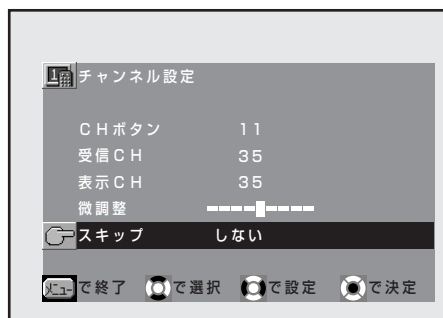 チャンネル設定
CHボタン 11
受信CH 35
表示CH 35
微調整
スキップ しない
メニューで終了 で選択 で設定 で決定